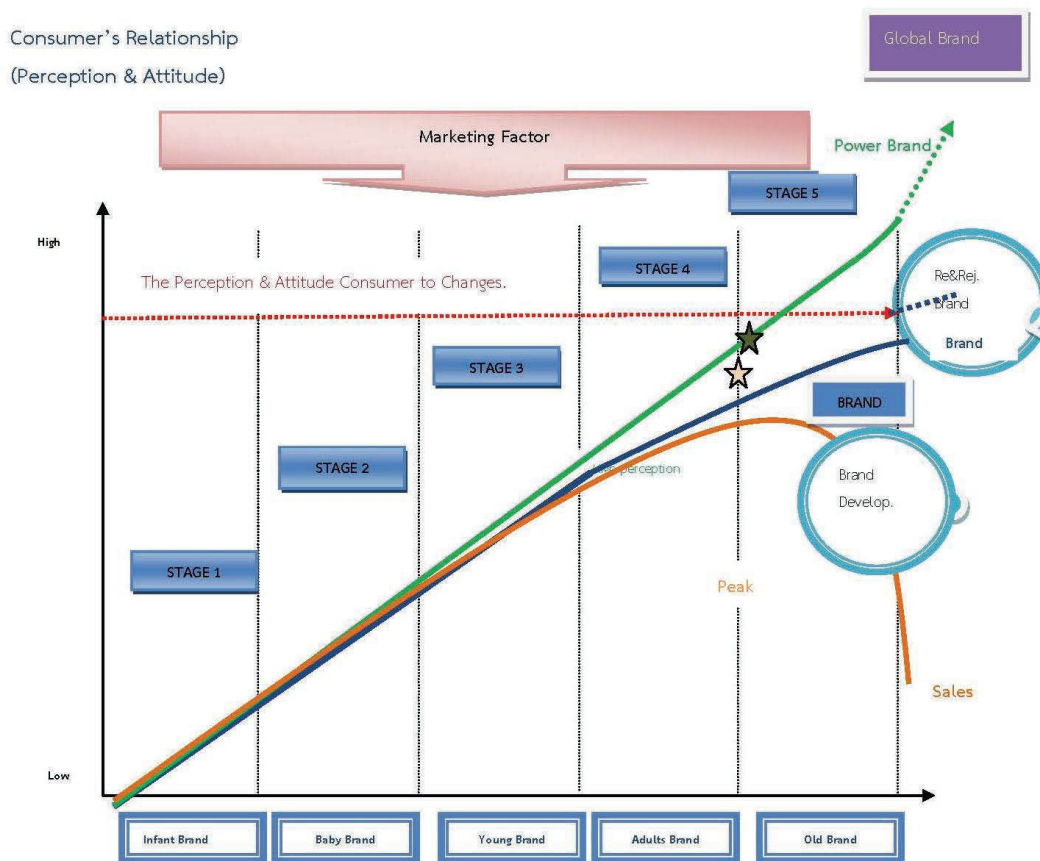 Consumer's Relationship
(Perception & Attitude)
Global Brand
Marketing Factor
Power Brand
STAGE 5
High
STAGE 4
The Perception & Attitude Consumer to Changes.
Re&Rej.
Brand
Brand
STAGE 3
BRAND
STAGE 2
perception
Brand
Develop.
STAGE 1
Peak
Sales
Low
Infant Brand
Baby Brand
Young Brand
Adults Brand
Old Brand